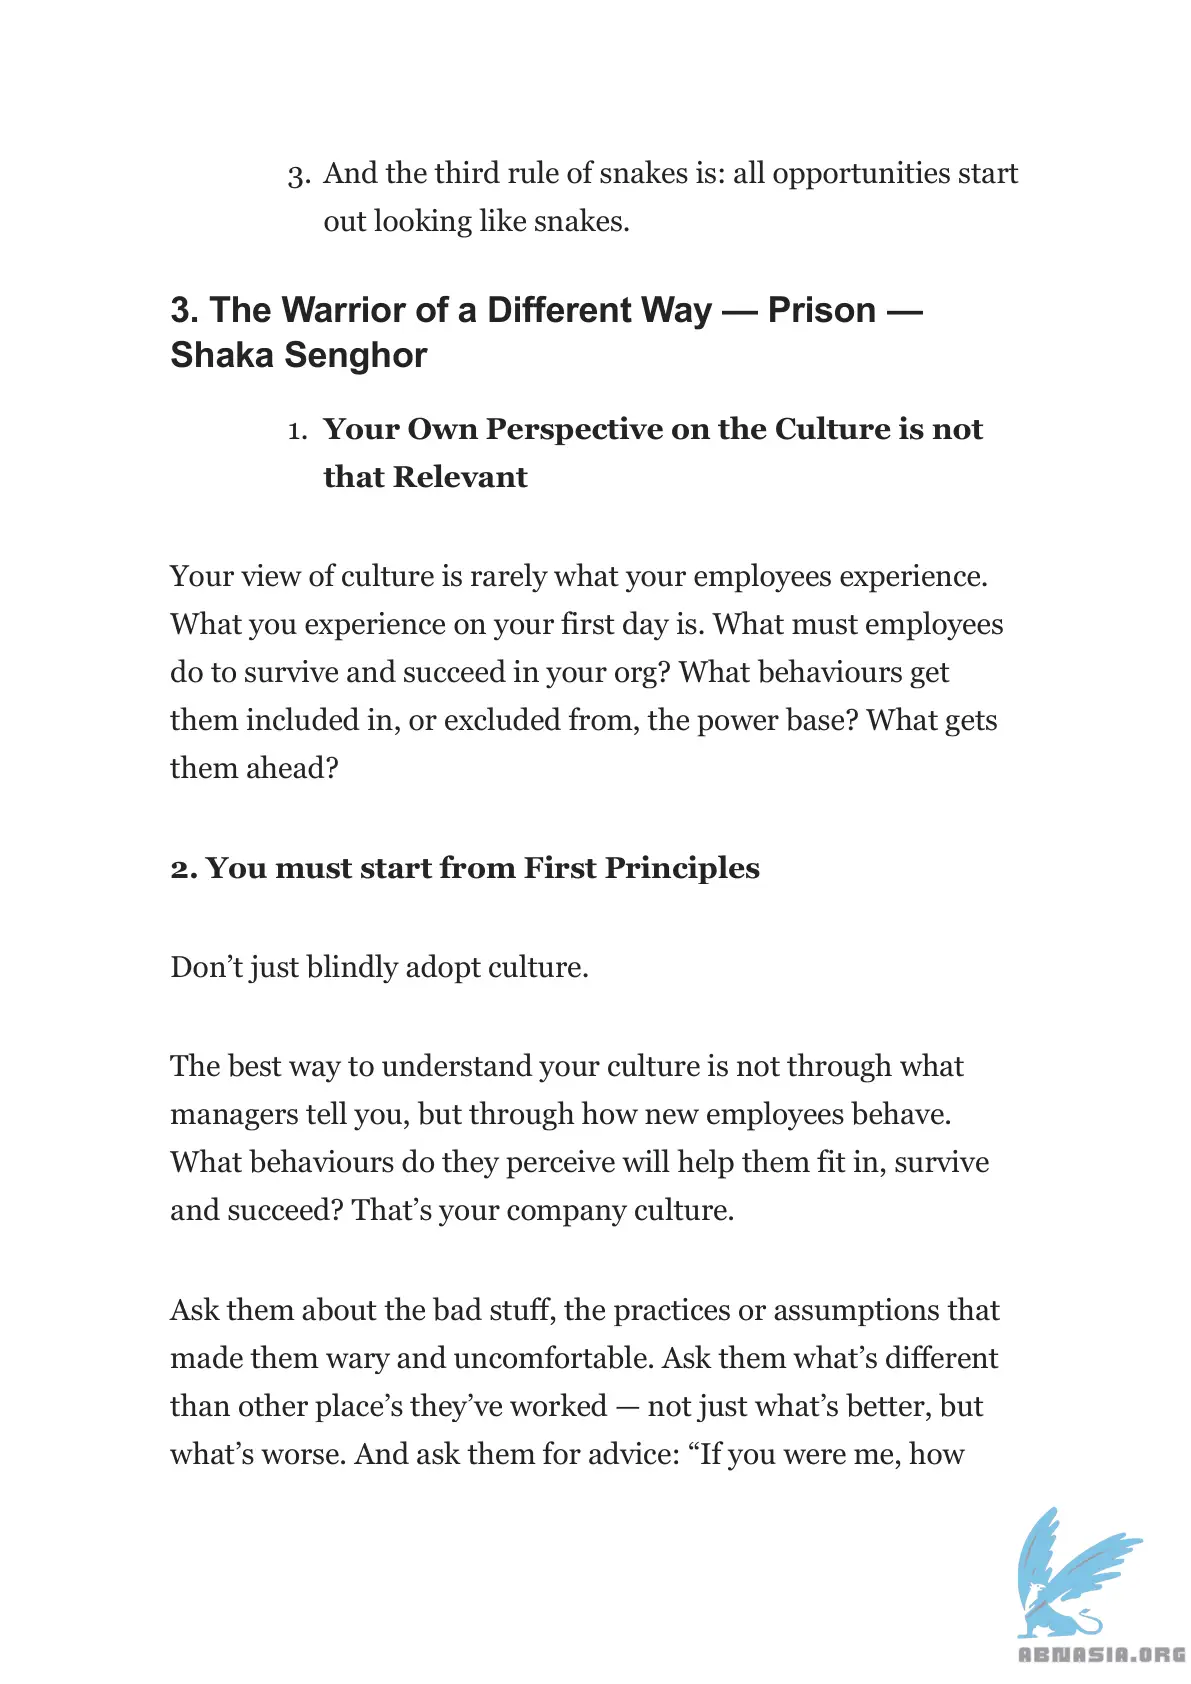 3. And the third rule of snakes is: all opportunities start
out looking like snakes.
3. The Warrior of a Different Way — Prison —
Shaka Senghor
1. Your Own Perspective on the Culture is not
that Relevant
Your view of culture is rarely what your employees experience.
What you experience on your first day is. What must employees
do to survive and succeed in your org? What behaviours get
them included in, or excluded from, the power base? What gets
them ahead?
2. You must start from First Principles
Don’t just blindly adopt culture.
The best way to understand your culture is not through what
managers tell you, but through how new employees behave.
What behaviours do they perceive will help them fit in, survive
and succeed? That’s your company culture.
Ask them about the bad stuff, the practices or assumptions that
made them wary and uncomfortable. Ask them what’s different
than other place’s they’ve worked — not just what’s better, but
what’s worse. And ask them for advice: “If you were me, how
ABNASIA.ORG